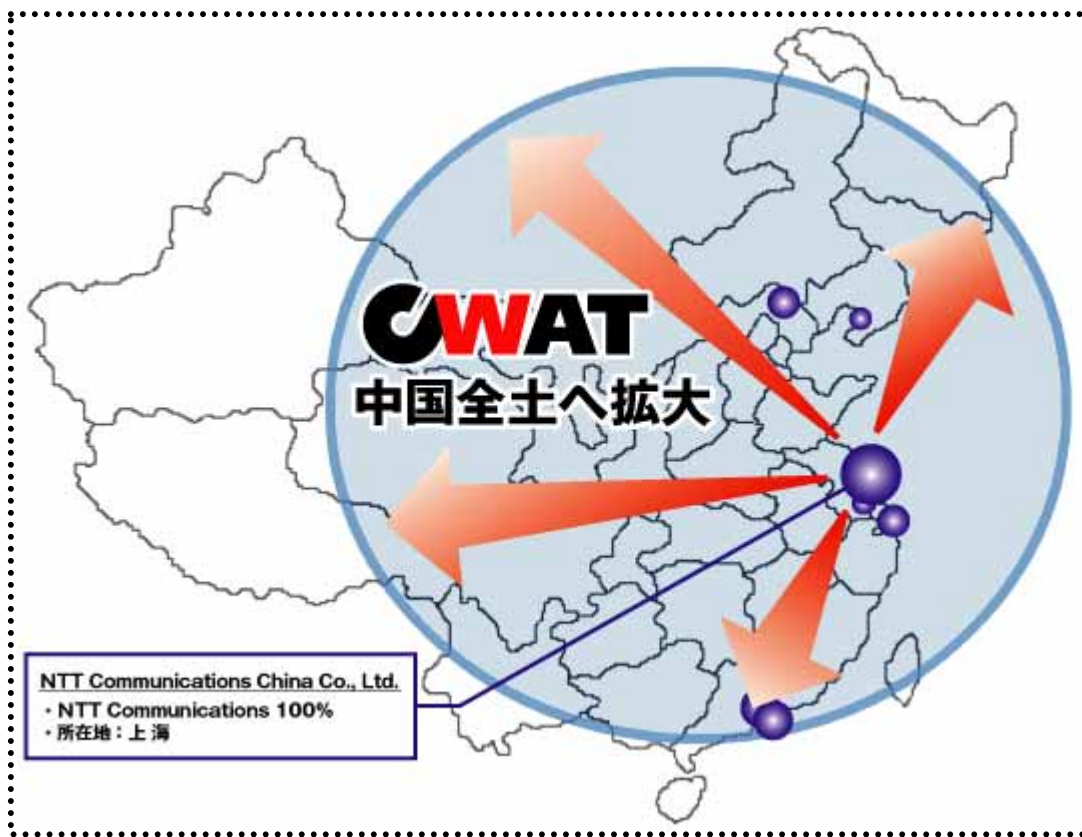 CWAT
中国全土へ拡大
NTT Communications China Co., Ltd.
・NTT Communications 100%
・所在地：上 海